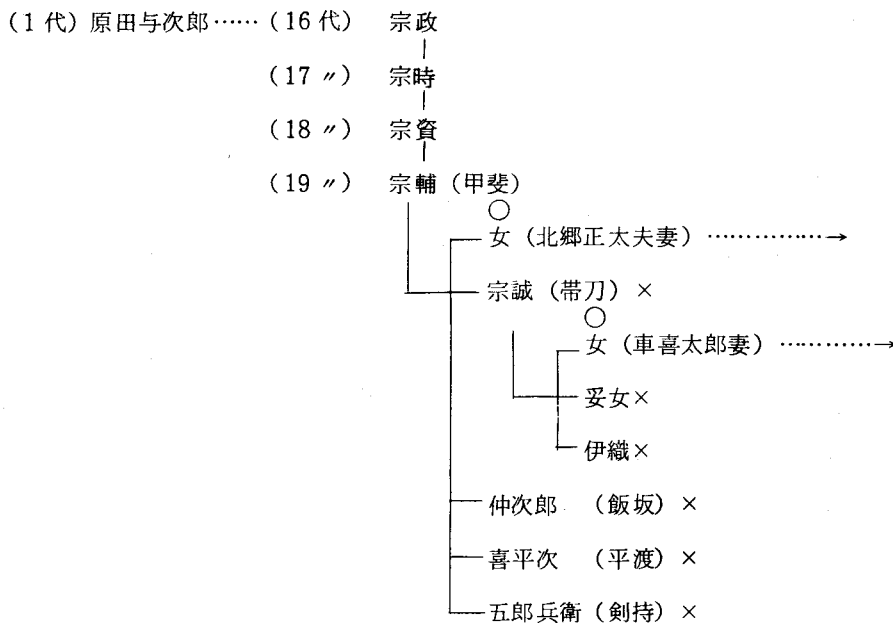 (1代) 原田与次郎……(16代) 宗政
(17〃) 宗時
(18〃) 宗資
(19〃) 宗輔 (甲斐)
○
女 (北郷正太夫妻) ……………→
宗誠 (帯刀) ×
○
女 (車喜太郎妻) …………→
妥女×
伊織×
仲次郎 (飯坂) ×
喜平次 (平渡) ×
五郎兵衛 (剣持) ×